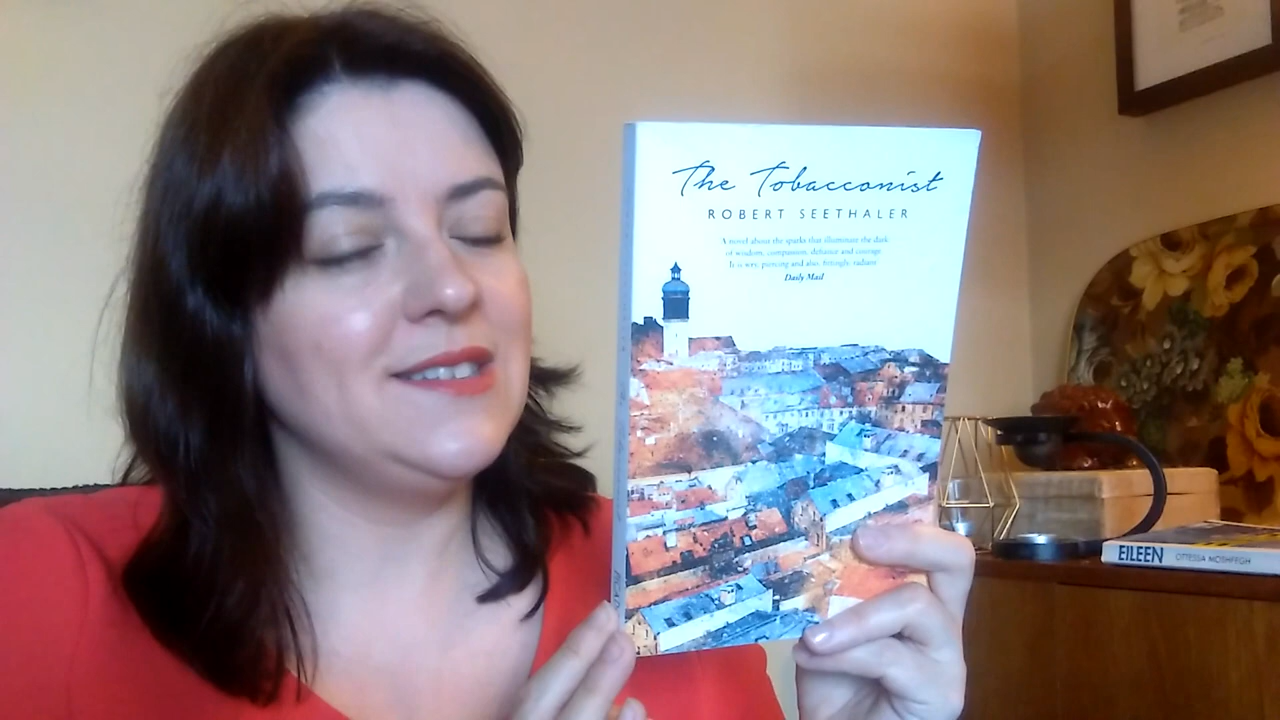 The Tobacconist
ROBERT SEETHALER
A novel about the sparks that illuminate the dark
of wisdom, compassion, defiance and courage.
It is wry, piercing and also, fittingly, radiant
Daily Mail
EILEEN OTTESSA MOSHFEGH